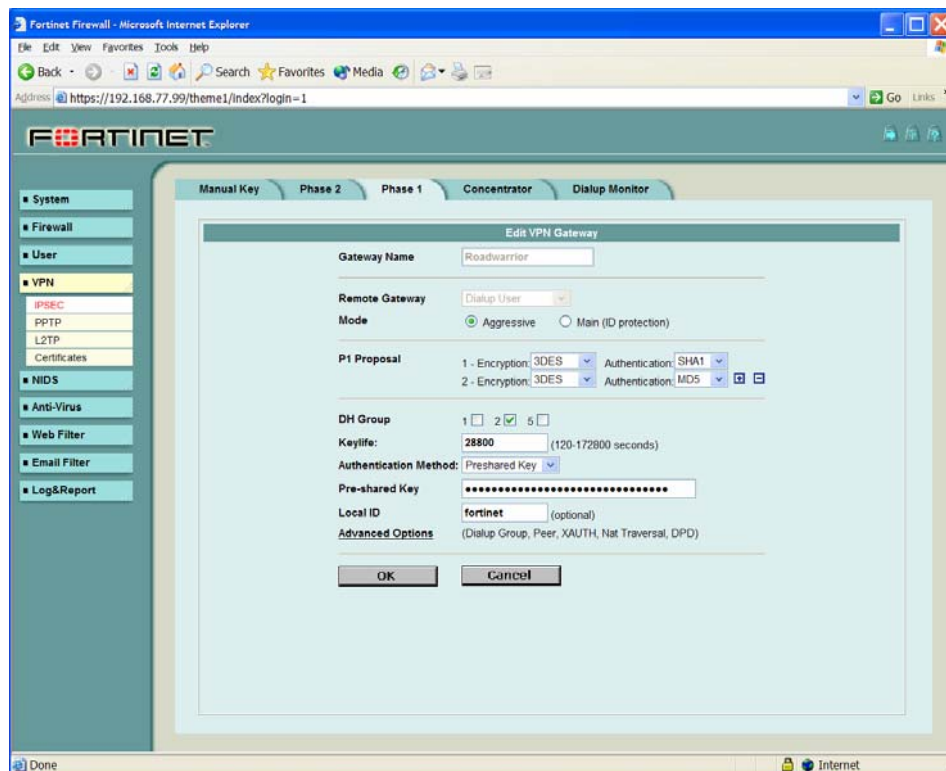 Fortinet Firewall - Microsoft Internet Explorer
File Edit View Favorites Tools Help
Back Search Favorites Media
Address https://192.168.77.99/theme1/index?login=1 Go Links
FORTINET
Manual Key Phase 2 Phase 1 Concentrator Dialup Monitor
System
Firewall
User
VPN
IPSEC
PPTP
L2TP
Certificates
NIDS
Anti-Virus
Web Filter
Email Filter
Log&Report
Edit VPN Gateway
Gateway Name Roadwarrior
Remote Gateway Dialup User
Mode Aggressive Main (ID protection)
P1 Proposal 1 - Encryption: 3DES Authentication: SHA1
2 - Encryption: 3DES Authentication: MD5
DH Group 1 2 5
Keylife: 28800 (120-172800 seconds)
Authentication Method: Preshared Key
Pre-shared Key ●●●●●●●●●●●●●●●●●●●●●●●●●●●●●●●
Local ID fortinet (optional)
Advanced Options (Dialup Group, Peer, XAUTH, Nat Traversal, DPD)
OK Cancel
Done Internet